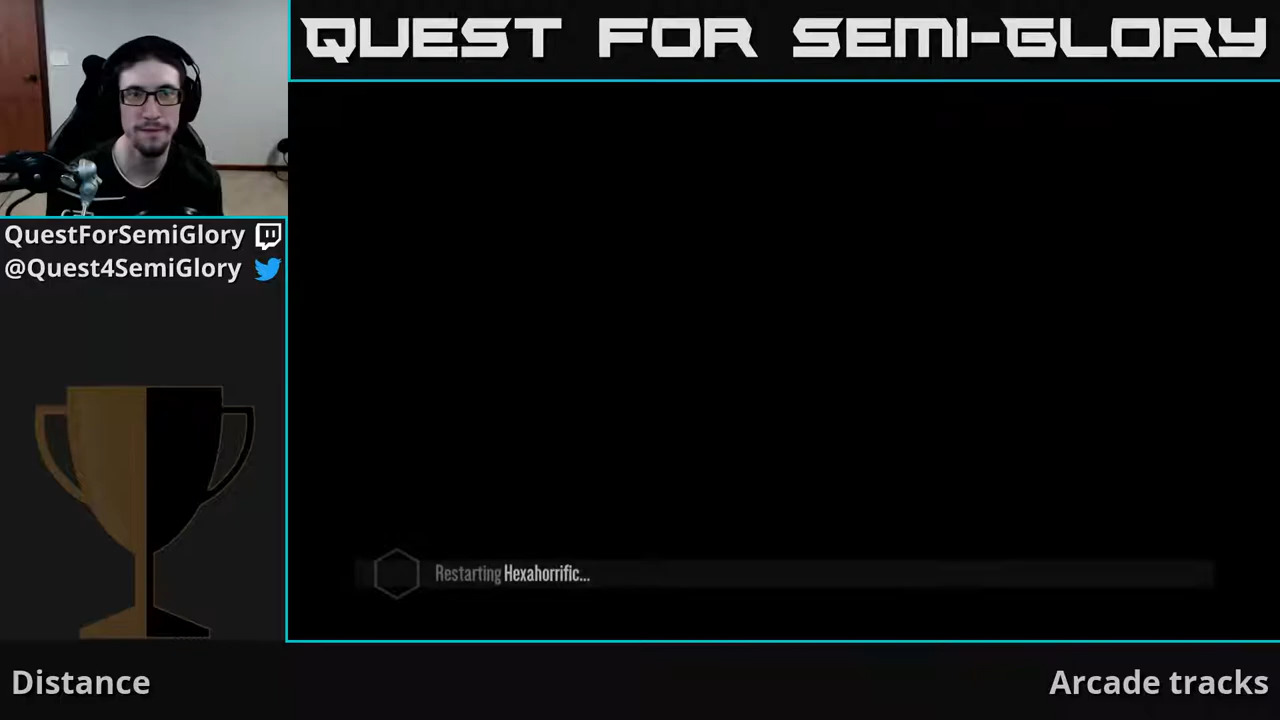 QUEST FOR SEMI-GLORY
QuestForSemiGlory
@Quest4SemiGlory
Restarting Hexahorrific...
Distance
Arcade tracks